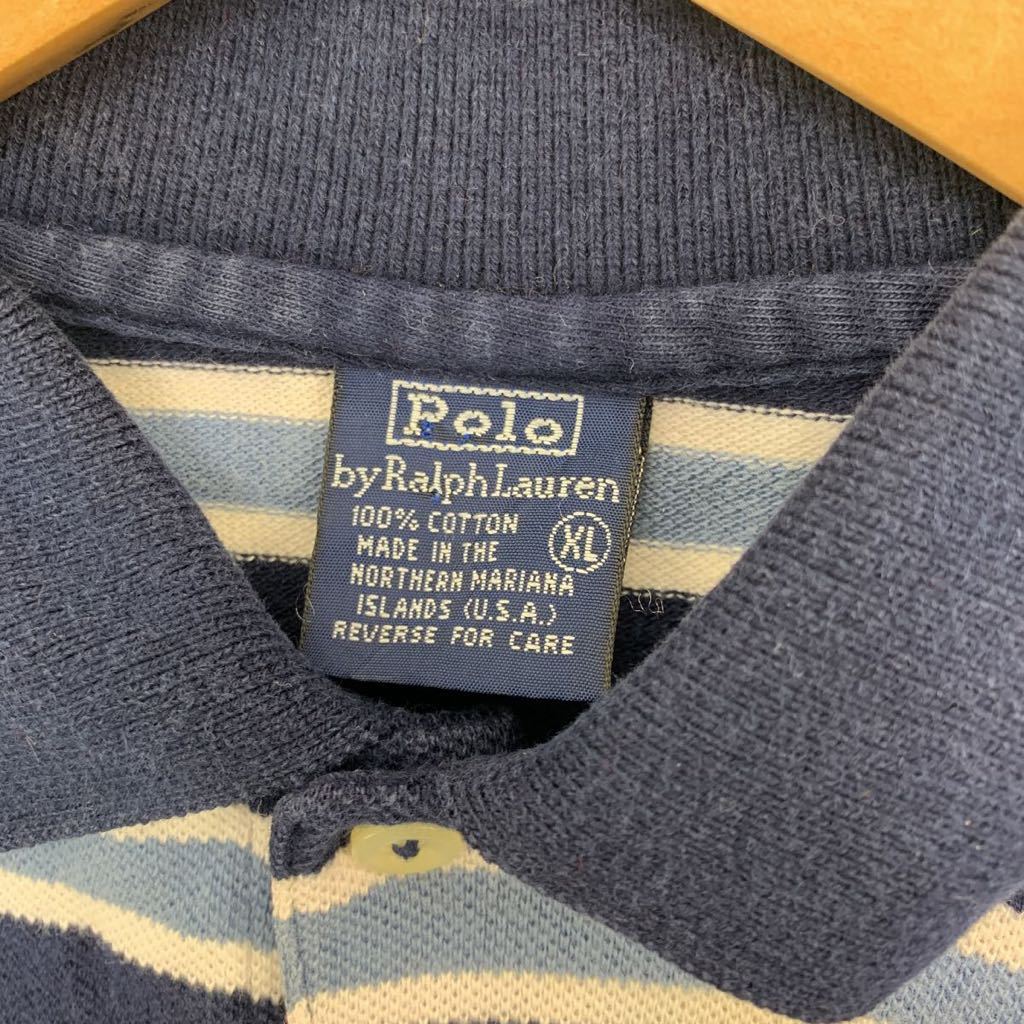 Polo
by Ralph Lauren
100% COTTON
XL
MADE IN THE
NORTHERN MARIANA
ISLANDS (U.S.A.)
REVERSE FOR CARE